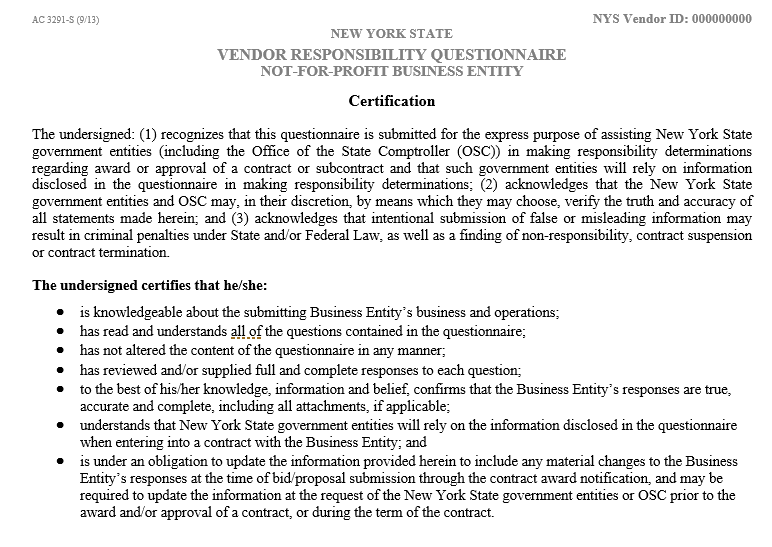 AC 3291-S (9/13)
NYS Vendor ID: 000000000
NEW YORK STATE
VENDOR RESPONSIBILITY QUESTIONNAIRE
NOT-FOR-PROFIT BUSINESS ENTITY
Certification
The undersigned: (1) recognizes that this questionnaire is submitted for the express purpose of assisting New York State
government entities (including the Office of the State Comptroller (OSC)) in making responsibility determinations
regarding award or approval of a contract or subcontract and that such government entities will rely on information
disclosed in the questionnaire in making responsibility determinations; (2) acknowledges that the New York State
government entities and OSC may, in their discretion, by means which they may choose, verify the truth and accuracy of
all statements made herein; and (3) acknowledges that intentional submission of false or misleading information may
result in criminal penalties under State and/or Federal Law, as well as a finding of non-responsibility, contract suspension
or contract termination.
The undersigned certifies that he/she:
● is knowledgeable about the submitting Business Entity’s business and operations;
● has read and understands all of the questions contained in the questionnaire;
● has not altered the content of the questionnaire in any manner;
● has reviewed and/or supplied full and complete responses to each question;
● to the best of his/her knowledge, information and belief, confirms that the Business Entity’s responses are true,
accurate and complete, including all attachments, if applicable;
● understands that New York State government entities will rely on the information disclosed in the questionnaire
when entering into a contract with the Business Entity; and
● is under an obligation to update the information provided herein to include any material changes to the Business
Entity’s responses at the time of bid/proposal submission through the contract award notification, and may be
required to update the information at the request of the New York State government entities or OSC prior to the
award and/or approval of a contract, or during the term of the contract.